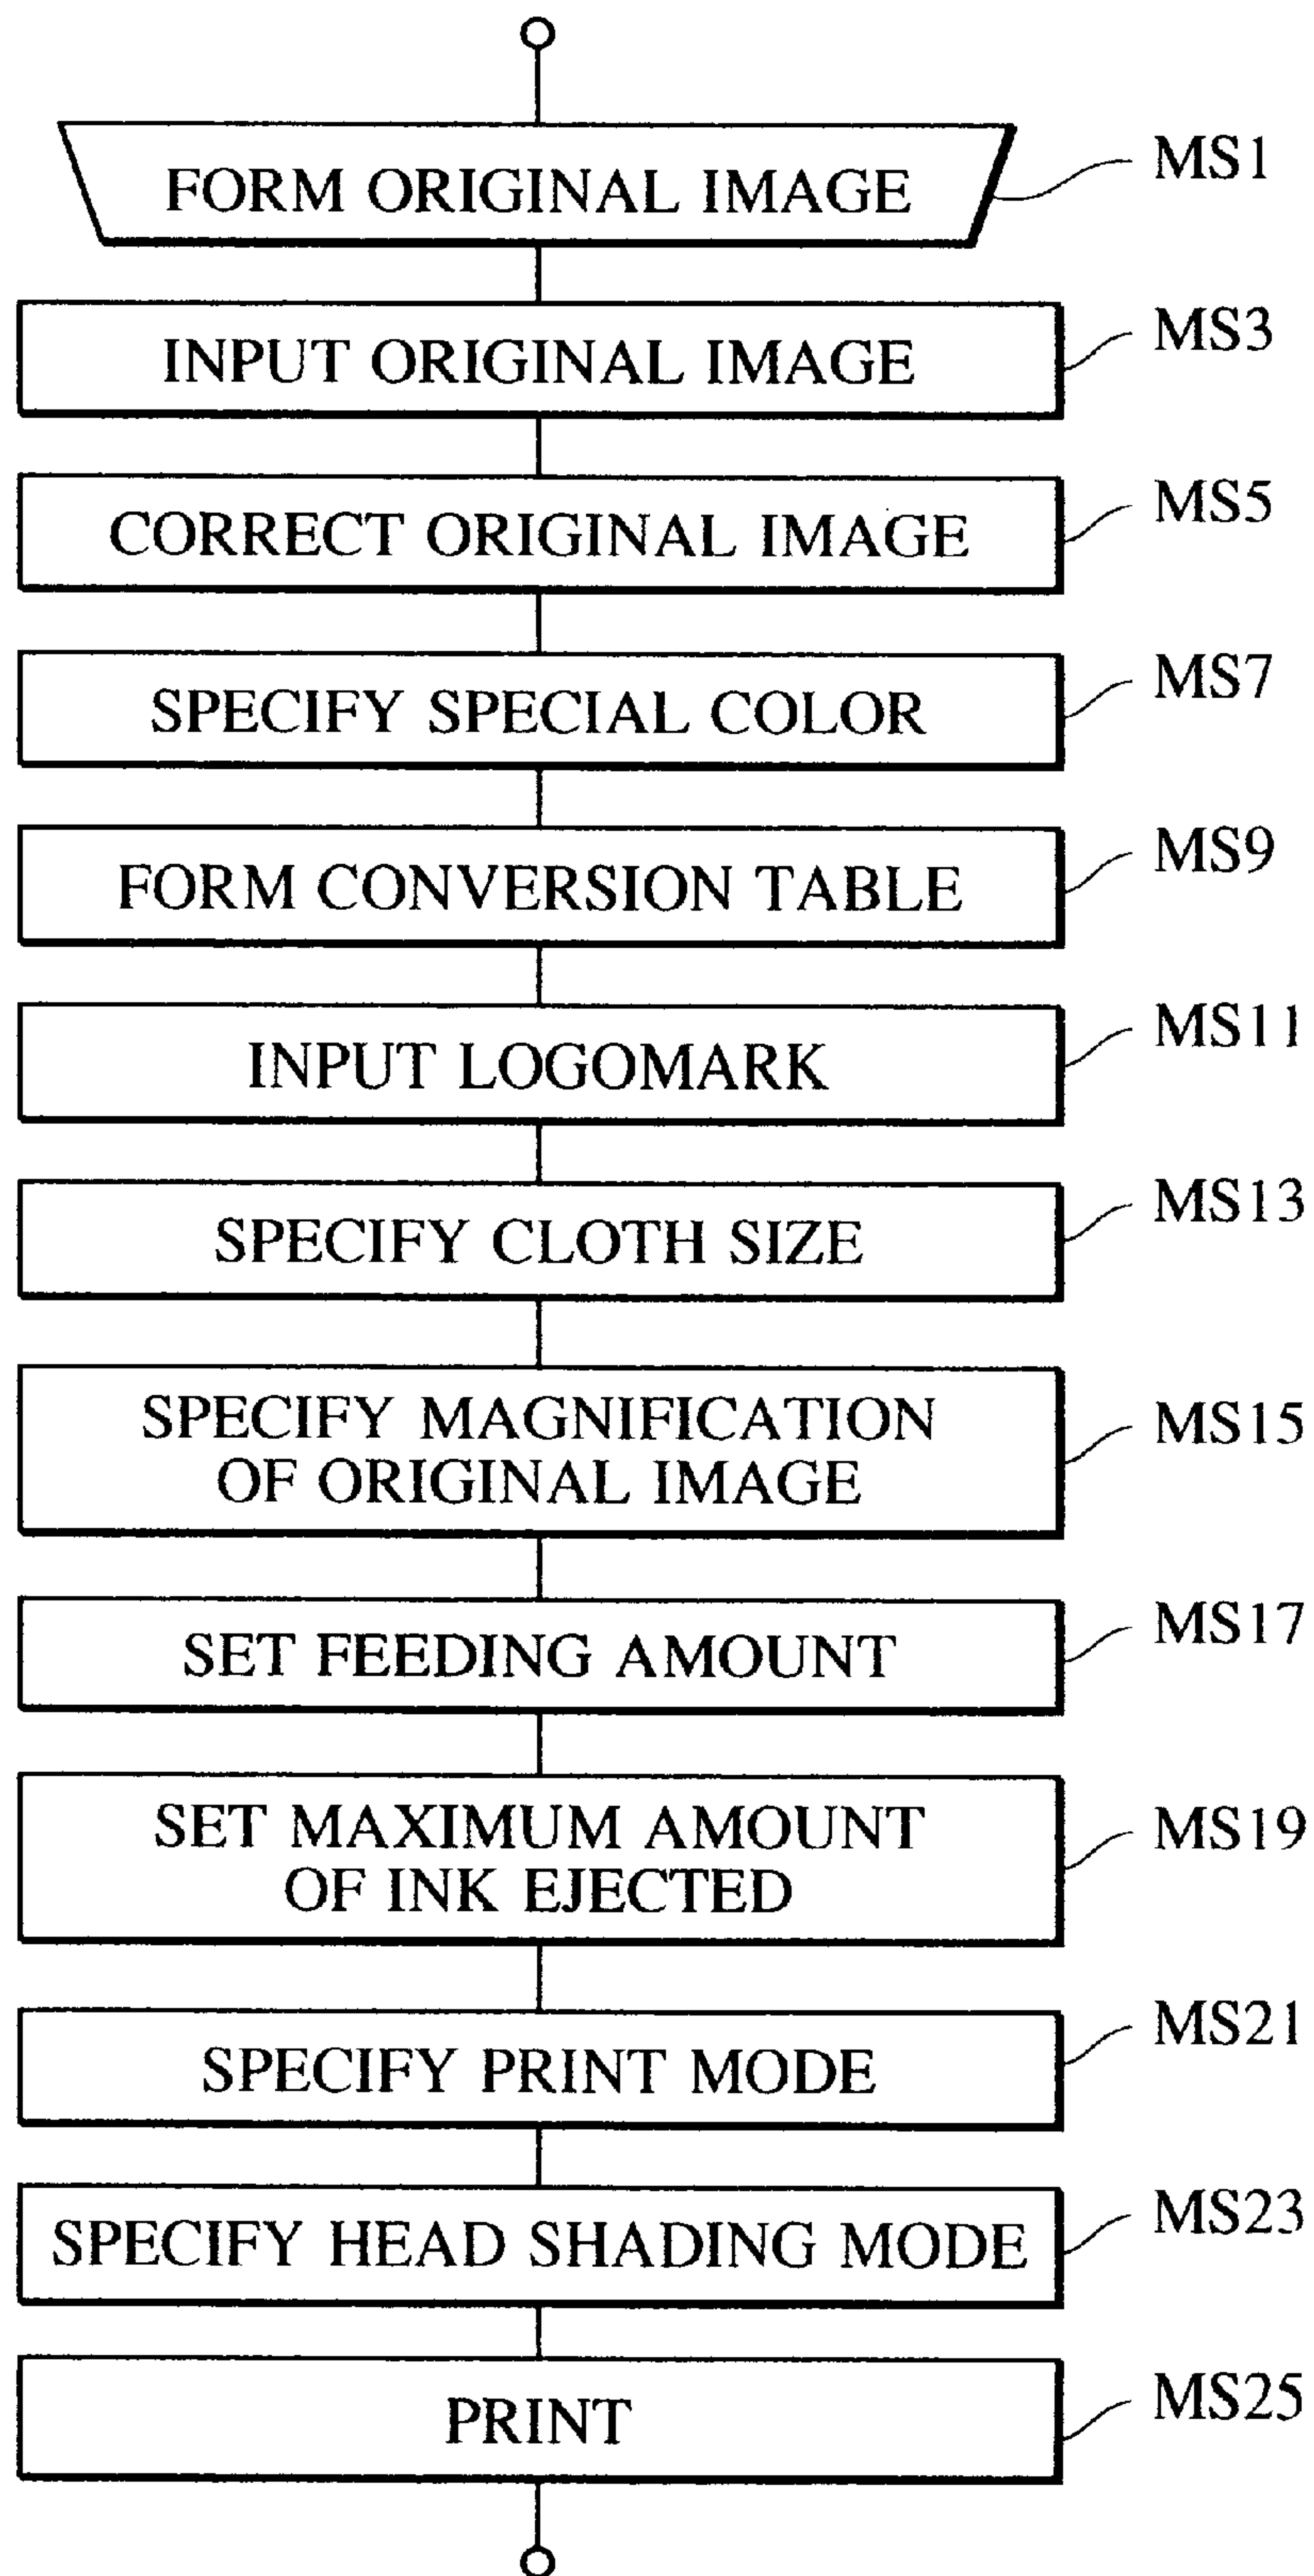 FORM ORIGINAL IMAGE
MS1
INPUT ORIGINAL IMAGE
MS3
CORRECT ORIGINAL IMAGE
MS5
SPECIFY SPECIAL COLOR
MS7
FORM CONVERSION TABLE
MS9
INPUT LOGOMARK
MS11
SPECIFY CLOTH SIZE
MS13
SPECIFY MAGNIFICATION
OF ORIGINAL IMAGE
MS15
SET FEEDING AMOUNT
MS17
SET MAXIMUM AMOUNT
OF INK EJECTED
MS19
SPECIFY PRINT MODE
MS21
SPECIFY HEAD SHADING MODE
MS23
PRINT
MS25